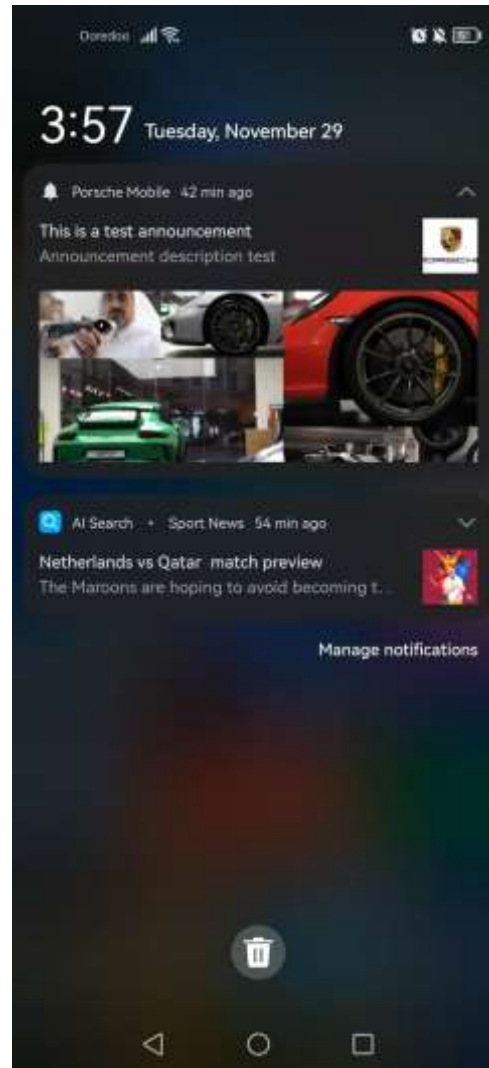 Ooredoo
3:57 Tuesday, November 29
Porsche Mobile 42 min ago
This is a test announcement
Announcement description test
PORSCHE
AI Search • Sport News 54 min ago
Netherlands vs Qatar match preview
The Maroons are hoping to avoid becoming t...
Manage notifications